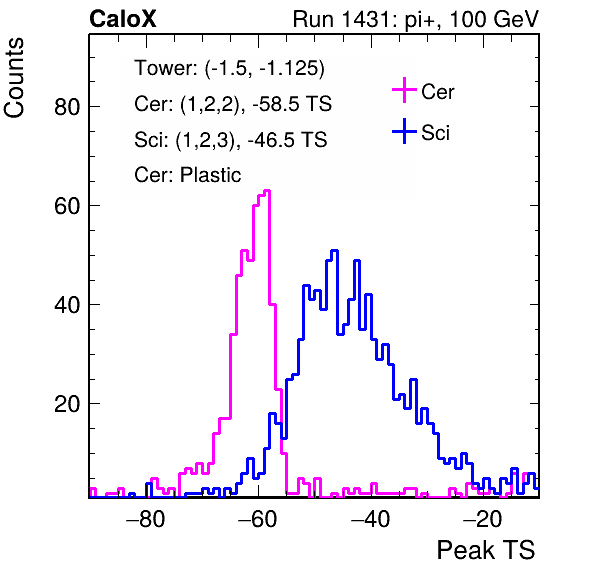 CaloX Run 1431: pi+, 100 GeV
Counts
Tower: (-1.5, -1.125)
Cer: (1,2,2), -58.5 TS
Sci: (1,2,3), -46.5 TS
Cer: Plastic
Cer
Sci
80
60
40
20
−80 −60 −40 −20
Peak TS